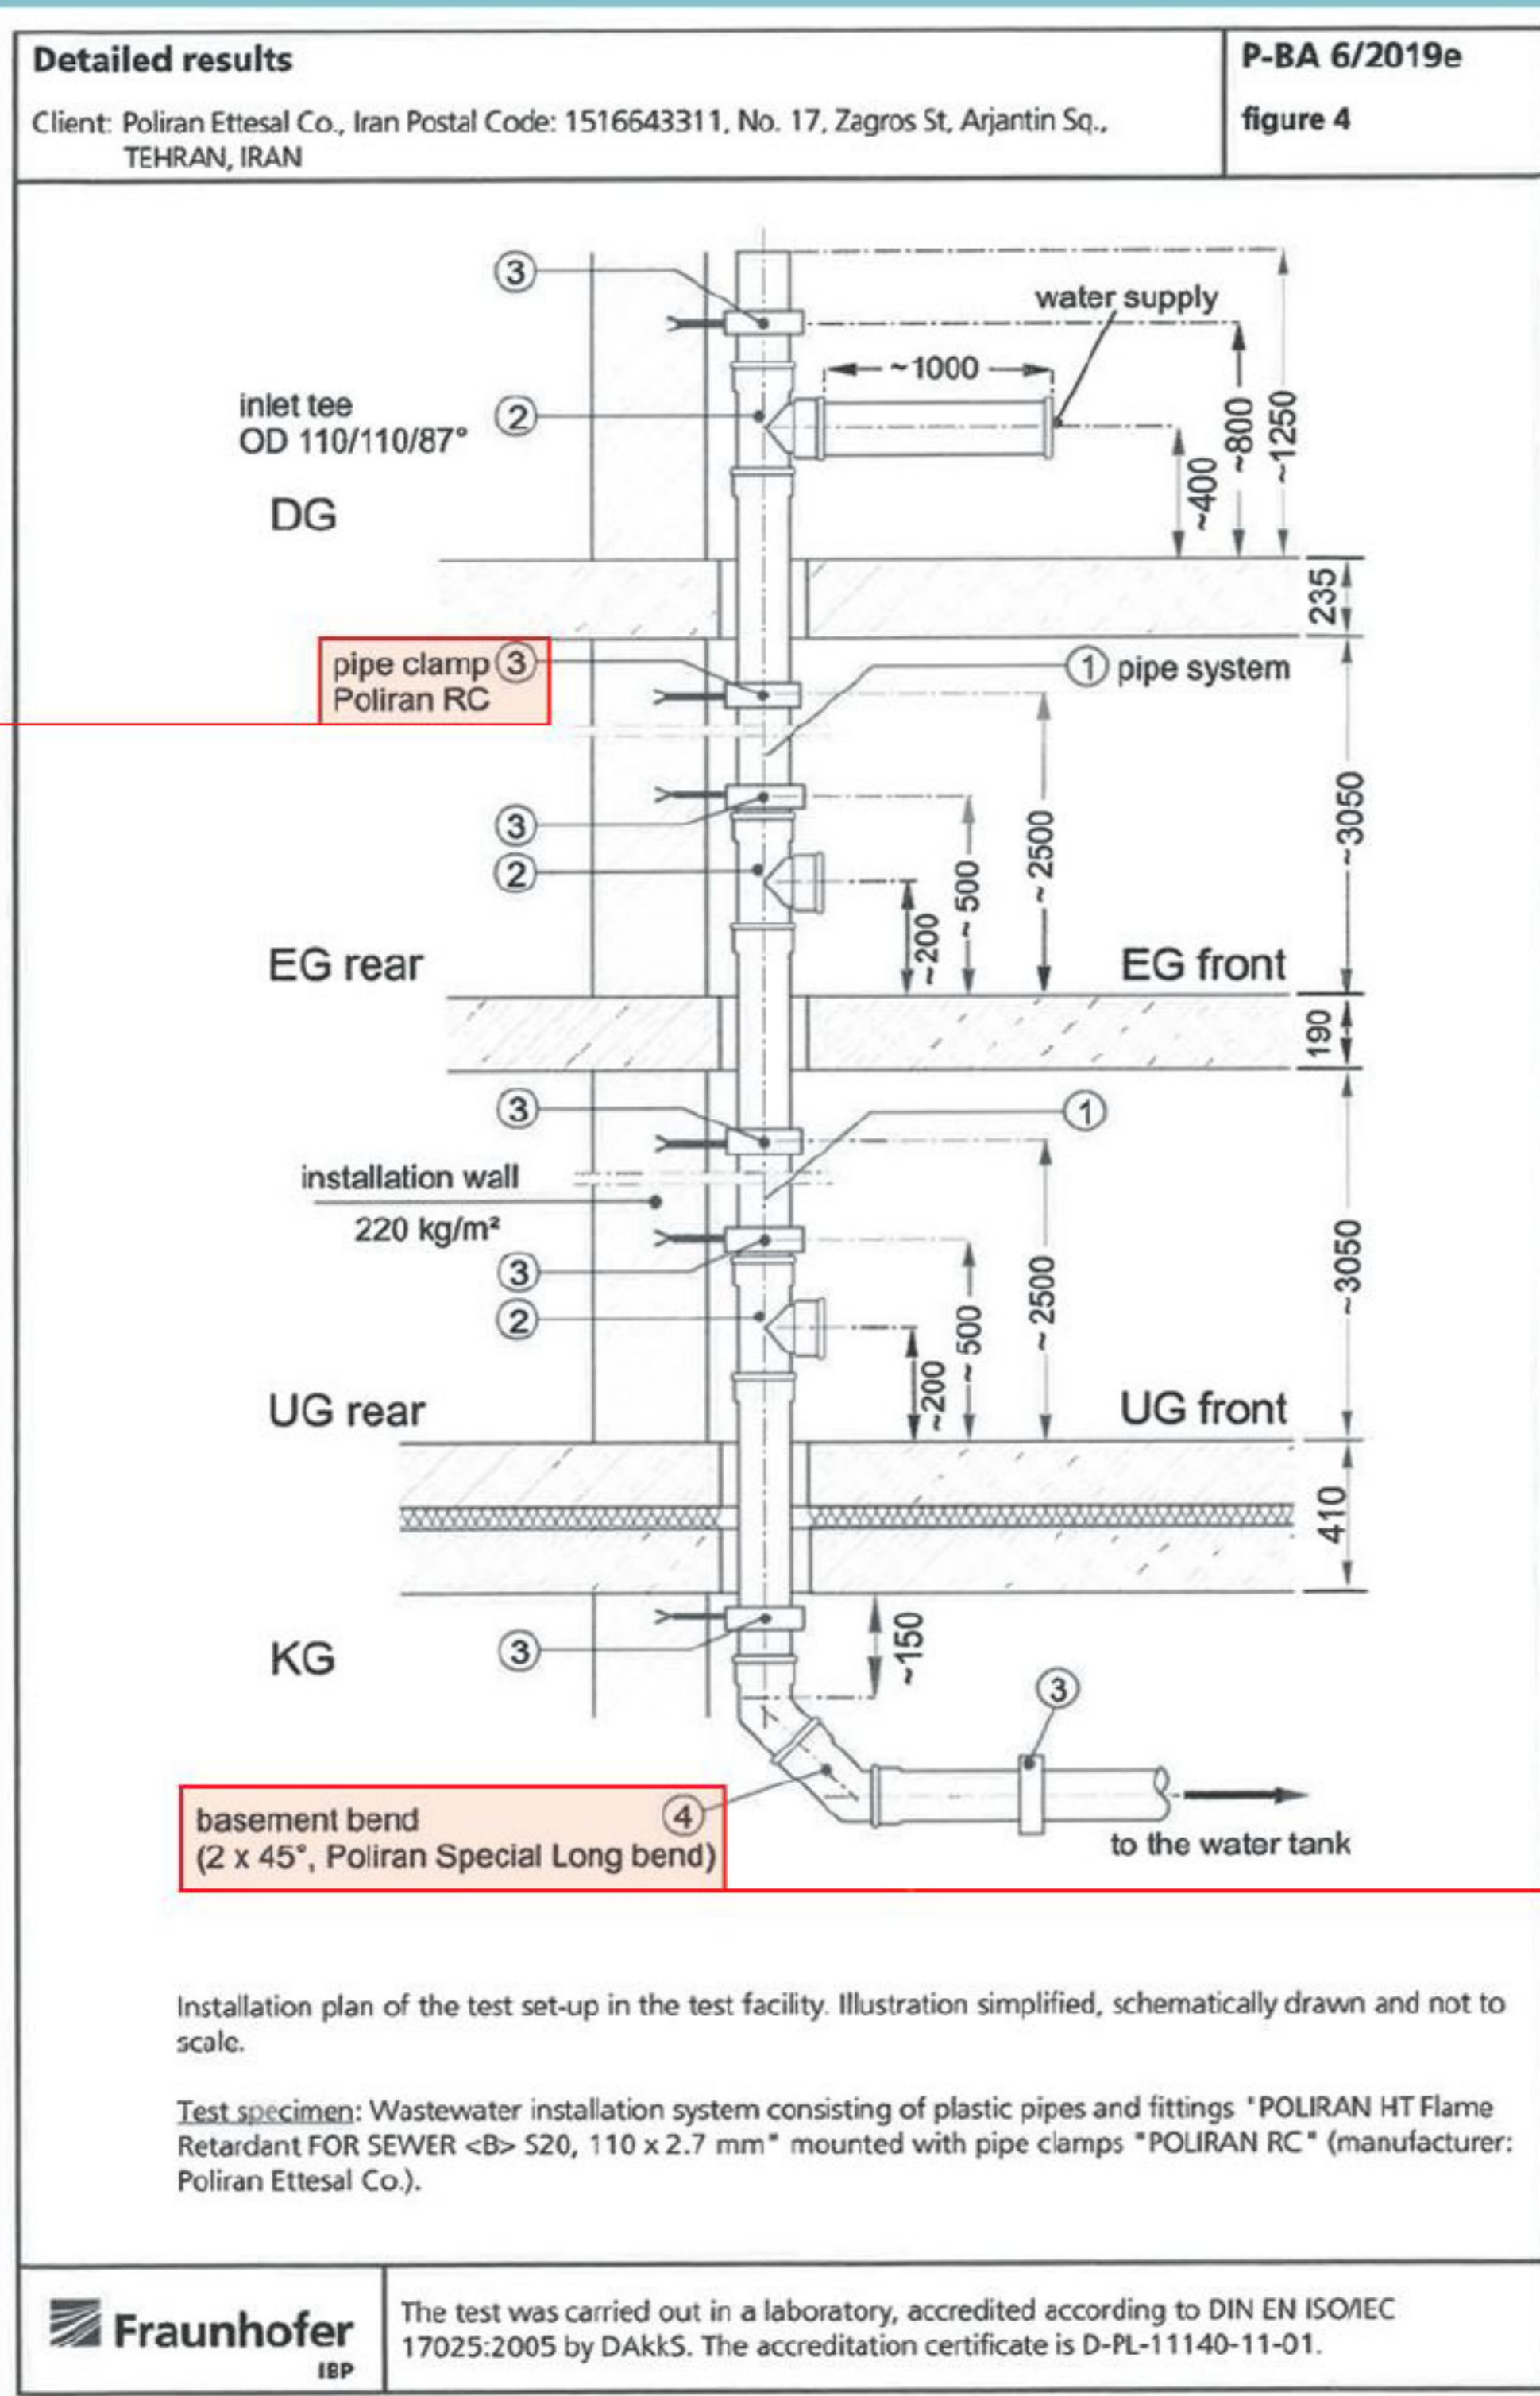 Detailed results
P-BA 6/2019e
Client: Poliran Ettesal Co., Iran Postal Code: 1516643311, No. 17, Zagros St, Arjantin Sq.,
TEHRAN, IRAN
figure 4
3
water supply
~1000
inlet tee
OD 110/110/87°
2
DG
~400
~800
~1250
235
pipe clamp 3
Poliran RC
1 pipe system
3
2
~200
~ 500
~ 2500
~3050
EG rear
EG front
190
3
1
installation wall
220 kg/m²
3
2
~200
~ 500
~ 2500
~3050
UG rear
UG front
410
~150
KG
3
3
basement bend 4
(2 x 45°, Poliran Special Long bend)
to the water tank
Installation plan of the test set-up in the test facility. Illustration simplified, schematically drawn and not to
scale.
Test specimen: Wastewater installation system consisting of plastic pipes and fittings "POLIRAN HT Flame
Retardant FOR SEWER <B> S20, 110 x 2.7 mm" mounted with pipe clamps "POLIRAN RC" (manufacturer:
Poliran Ettesal Co.).
Fraunhofer
IBP
The test was carried out in a laboratory, accredited according to DIN EN ISO/IEC
17025:2005 by DAkkS. The accreditation certificate is D-PL-11140-11-01.